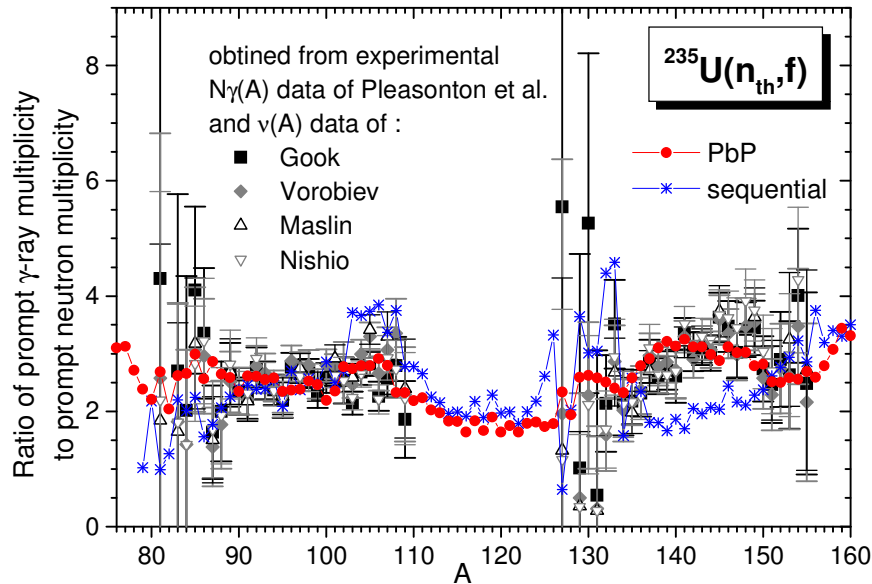 Ratio of prompt γ-ray multiplicity
to prompt neutron multiplicity
8
6
4
2
0
obtined from experimental
Nγ(A) data of Pleasonton et al.
and ν(A) data of :
Gook
Vorobiev
Maslin
Nishio
²³⁵U(nth,f)
PbP
sequential
80 90 100 110 120 130 140 150 160
A